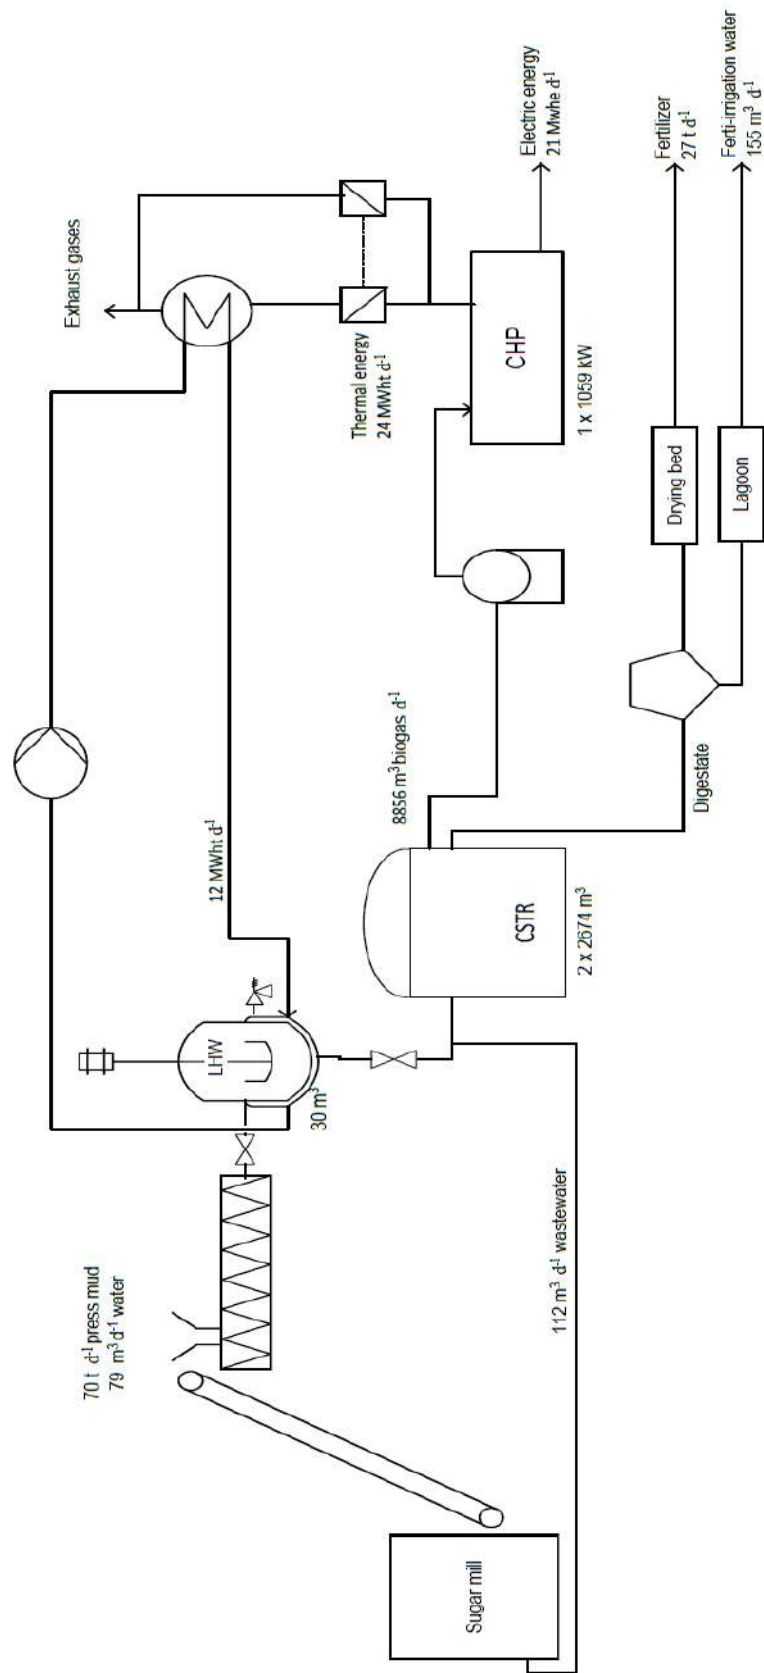 70 t d-1 press mud
79 m3 d-1 water
Sugar mill
112 m3 d-1 wastewater
LHW
30 m3
12 MWht d-1
CSTR
2 x 2674 m3
8856 m3 biogas d-1
Digestate
Exhaust gases
Thermal energy
24 MWht d-1
CHP
1 x 1059 kW
Electric energy
21 Mwhe d-1
Drying bed
Lagoon
Fertilizer
27 t d-1
Ferti-irrigation water
155 m3 d-1